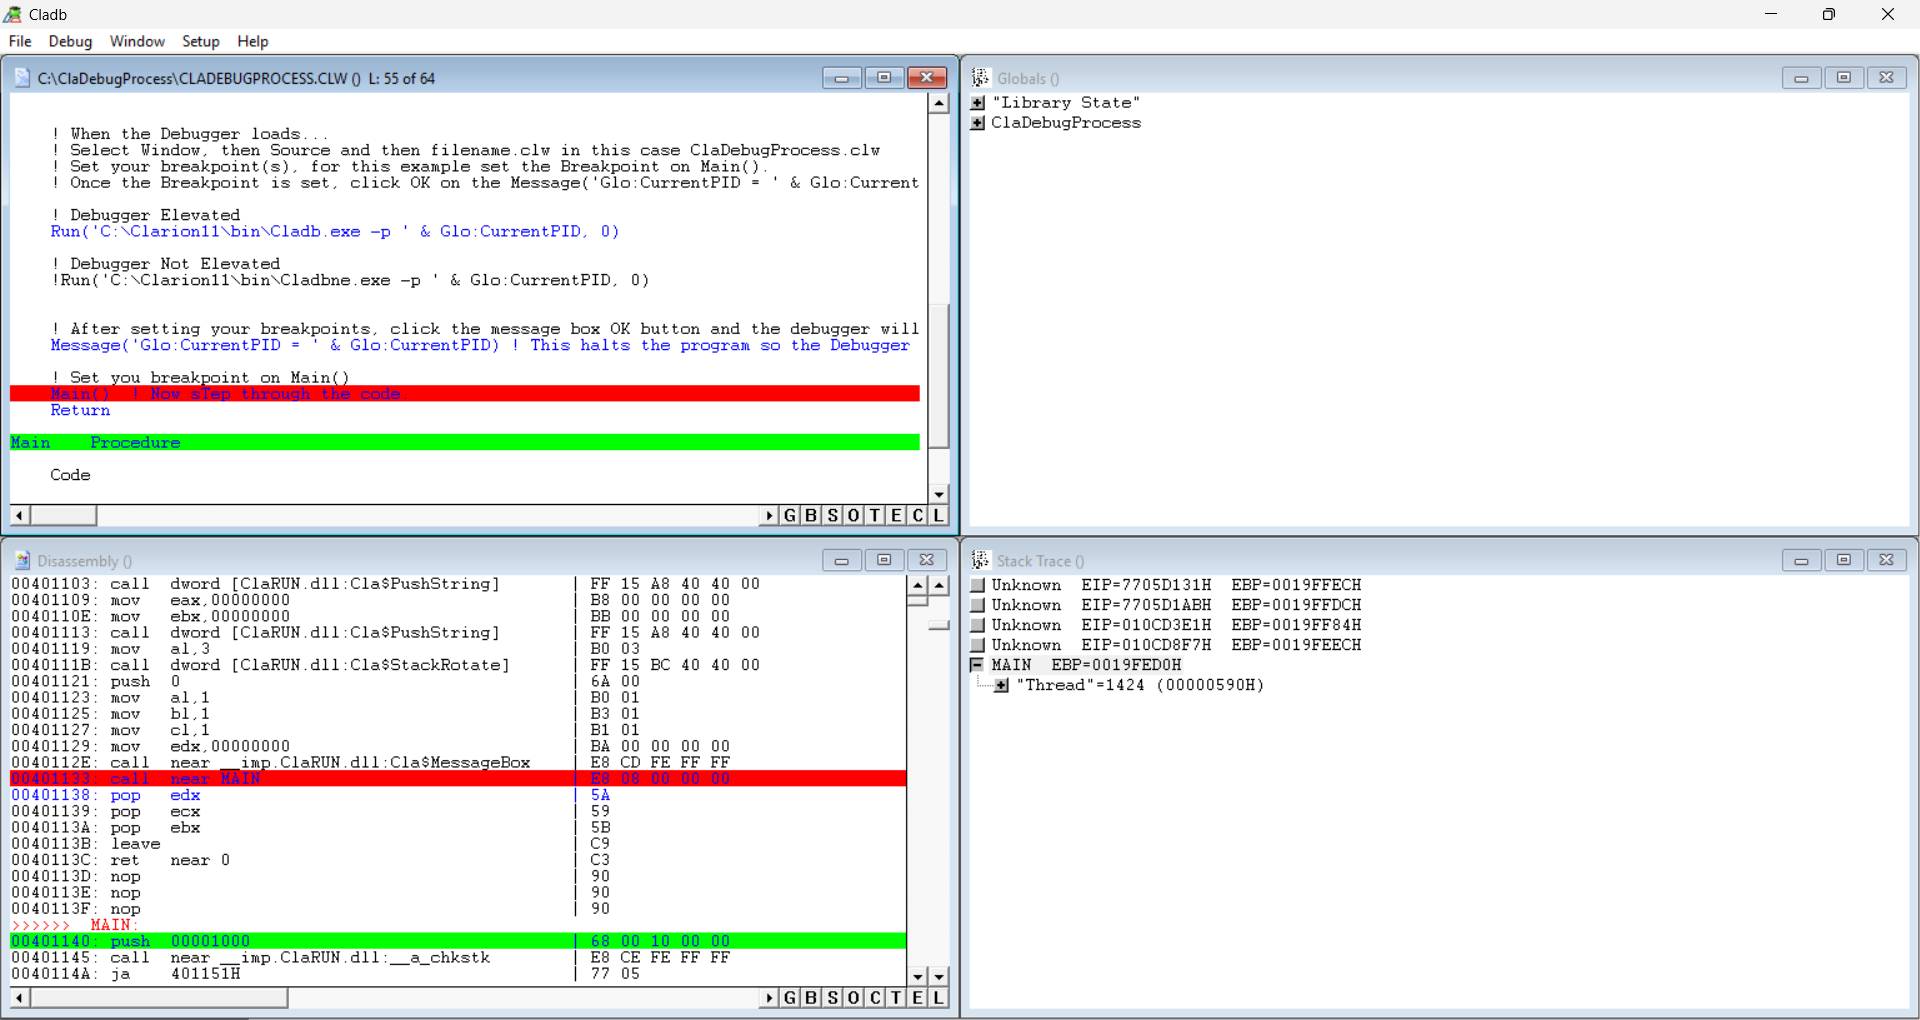 Cladb
File Debug Window Setup Help
C:\ClaDebugProcess\CLADEBUGPROCESS.CLW () L: 55 of 64
! When the Debugger loads...
! Select Window, then Source and then filename.clw in this case ClaDebugProcess.clw
! Set your breakpoint(s), for this example set the Breakpoint on Main().
! Once the Breakpoint is set, click OK on the Message('Glo:CurrentPID = ' & Glo:Current
! Debugger Elevated
Run('C:\Clarion11\bin\Cladb.exe -p ' & Glo:CurrentPID, 0)
! Debugger Not Elevated
!Run('C:\Clarion11\bin\Cladbne.exe -p ' & Glo:CurrentPID, 0)
! After setting your breakpoints, click the message box OK button and the debugger will
Message('Glo:CurrentPID = ' & Glo:CurrentPID) ! This halts the program so the Debugger
! Set you breakpoint on Main()
Main() ! Now sTep through the code.
Return
Main Procedure
Code
G B S O T E C L
Globals ()
"Library State"
ClaDebugProcess
Disassembly ()
00401103: call dword [ClaRUN.dll:Cla$PushString] | FF 15 A8 40 40 00
00401109: mov eax,00000000 | B8 00 00 00 00
0040110E: mov ebx,00000000 | BB 00 00 00 00
00401113: call dword [ClaRUN.dll:Cla$PushString] | FF 15 A8 40 40 00
00401119: mov al,3 | B0 03
0040111B: call dword [ClaRUN.dll:Cla$StackRotate] | FF 15 BC 40 40 00
00401121: push 0 | 6A 00
00401123: mov al,1 | B0 01
00401125: mov bl,1 | B3 01
00401127: mov cl,1 | B1 01
00401129: mov edx,00000000 | BA 00 00 00 00
0040112E: call near __imp.ClaRUN.dll:Cla$MessageBox | E8 CD FE FF FF
00401133: call near MAIN | E8 08 00 00 00
00401138: pop edx | 5A
00401139: pop ecx | 59
0040113A: pop ebx | 5B
0040113B: leave | C9
0040113C: ret near 0 | C3
0040113D: nop | 90
0040113E: nop | 90
0040113F: nop | 90
>>>>>> MAIN:
00401140: push 00001000 | 68 00 10 00 00
00401145: call near __imp.ClaRUN.dll:__a_chkstk | E8 CE FE FF FF
0040114A: ja 401151H | 77 05
G B S O C T E L
Stack Trace ()
Unknown EIP=7705D131H EBP=0019FFECH
Unknown EIP=7705D1ABH EBP=0019FFDCH
Unknown EIP=010CD3E1H EBP=0019FF84H
Unknown EIP=010CD8F7H EBP=0019FEECH
MAIN EBP=0019FED0H
"Thread"=1424 (00000590H)